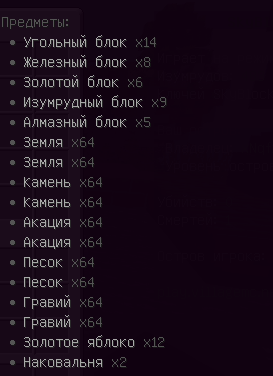 Предметы:
• Угольный блок x14
• Железный блок x8
• Золотой блок x6
• Изумрудный блок x9
• Алмазный блок x5
• Земля x64
• Земля x64
• Камень x64
• Камень x64
• Акация x64
• Акация x64
• Песок x64
• Песок x64
• Гравий x64
• Гравий x64
• Золотое яблоко x12
• Наковальня x2